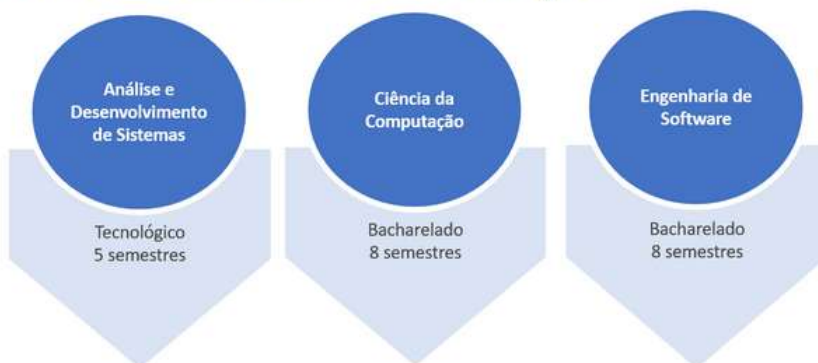 Análise e
Desenvolvimento
de Sistemas
Tecnológico
5 semestres
Ciência da
Computação
Bacharelado
8 semestres
Engenharia de
Software
Bacharelado
8 semestres